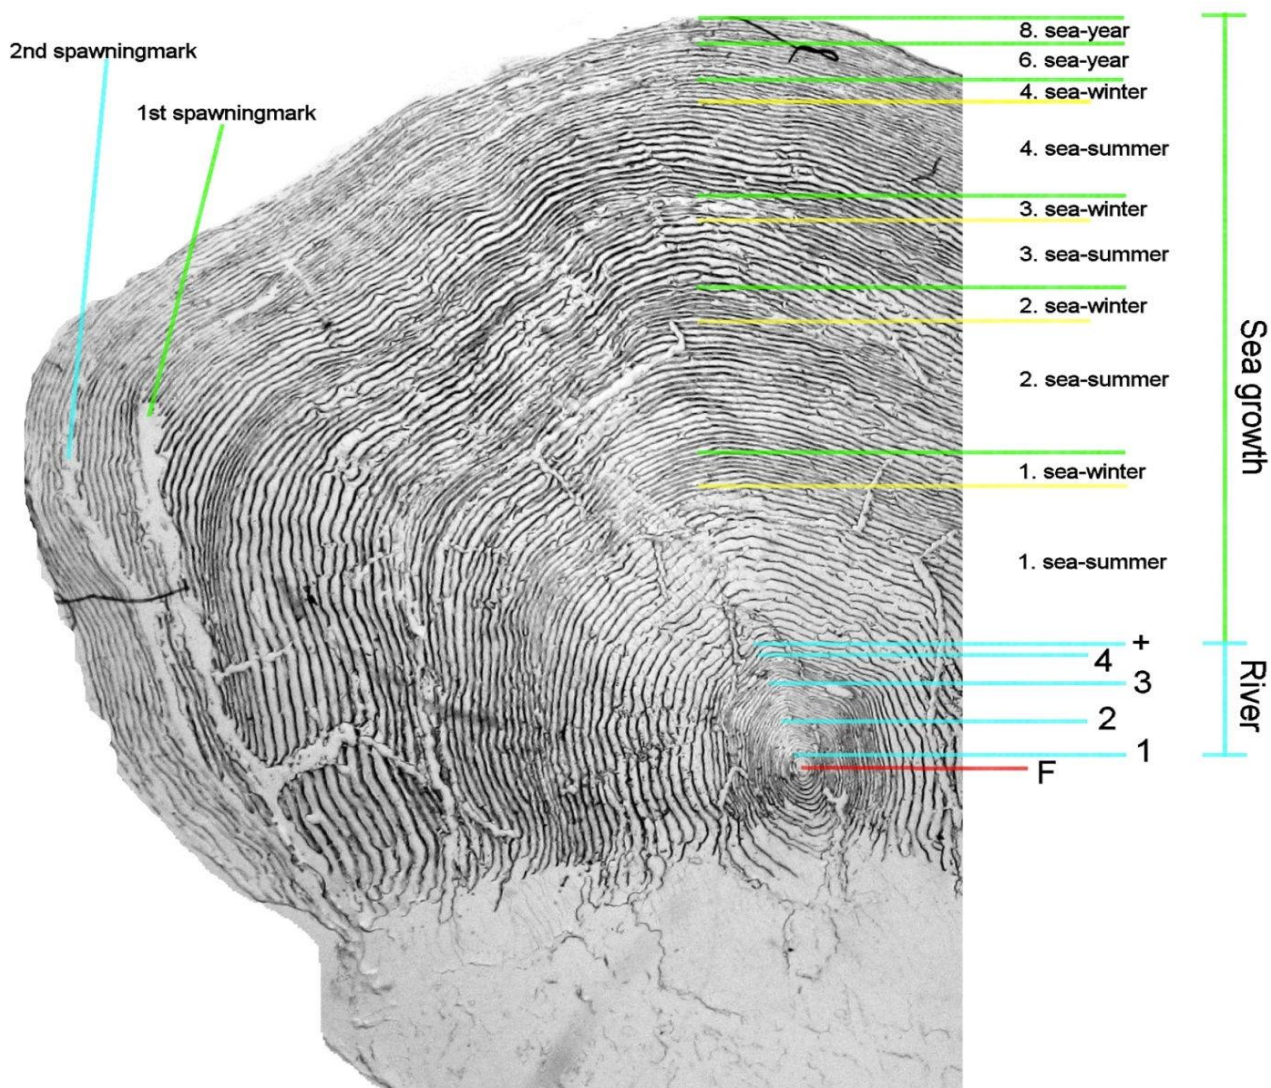 8. sea-year
2nd spawningmark
6. sea-year
4. sea-winter
1st spawningmark
4. sea-summer
3. sea-winter
3. sea-summer
2. sea-winter
Sea growth
2. sea-summer
1. sea-winter
1. sea-summer
+
4
3
River
2
1
F